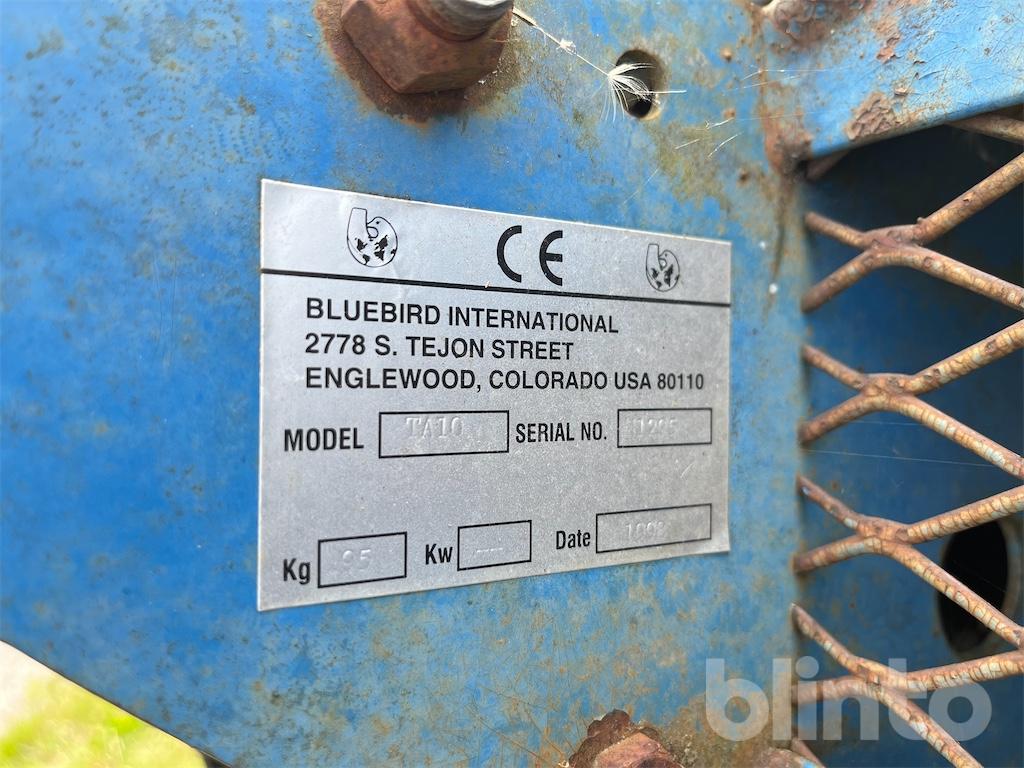 CE
BLUEBIRD INTERNATIONAL
2778 S. TEJON STREET
ENGLEWOOD, COLORADO USA 80110
MODEL TA10 SERIAL NO.
Kg 95 Kw Date
blinto